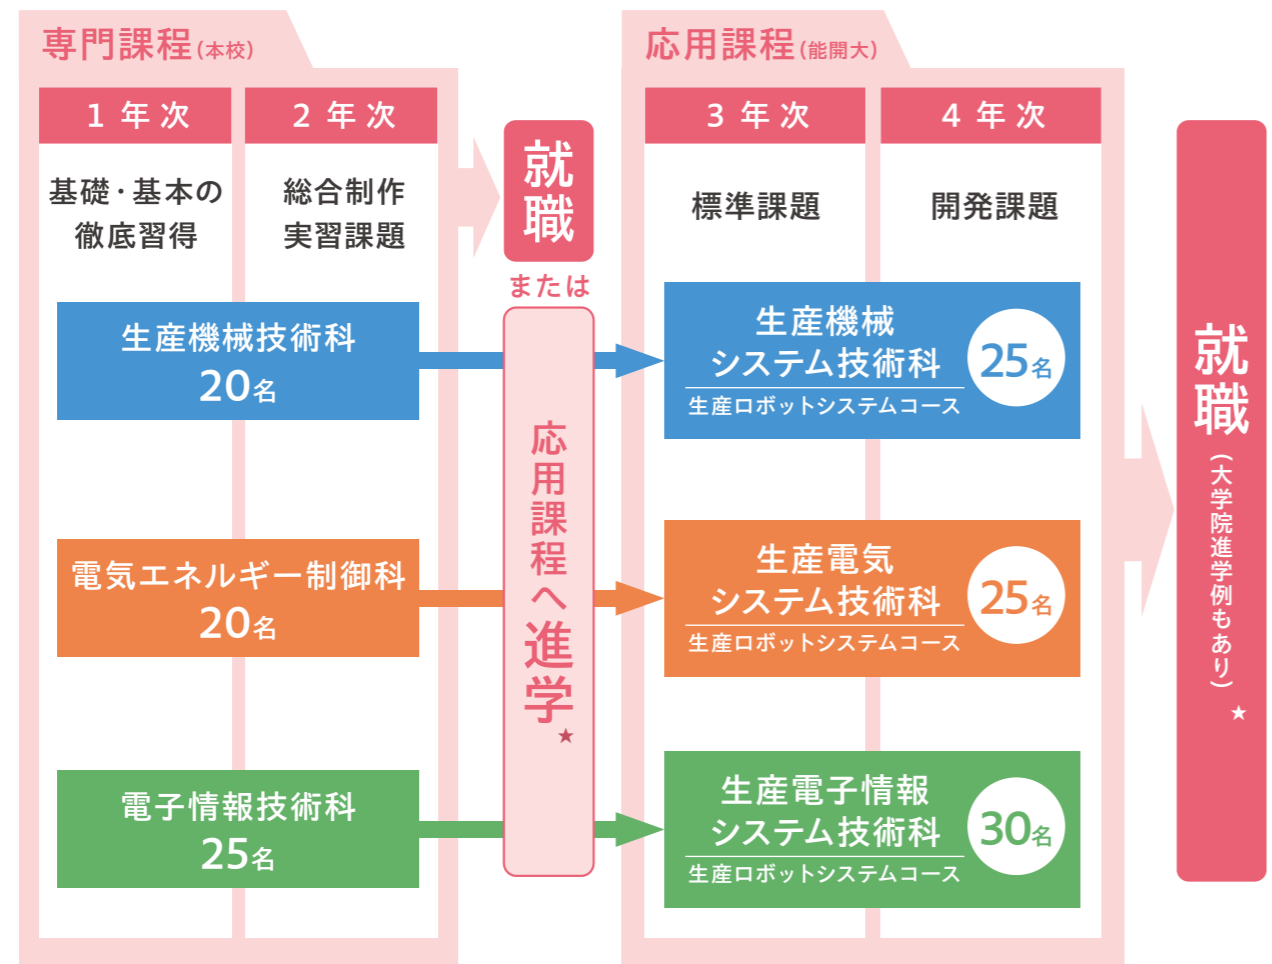 専門課程(本校)
1 年 次
2 年 次
基礎・基本の
徹底習得
総合制作
実習課題
生産機械技術科
20名
電気エネルギー制御科
20名
電子情報技術科
25名
就職
または
応用課程へ進学★
応用課程(能開大)
3 年 次
4 年 次
標準課題
開発課題
生産機械
システム技術科
生産ロボットシステムコース
25名
生産電気
システム技術科
生産ロボットシステムコース
25名
生産電子情報
システム技術科
生産ロボットシステムコース
30名
就職(大学院進学例もあり)★